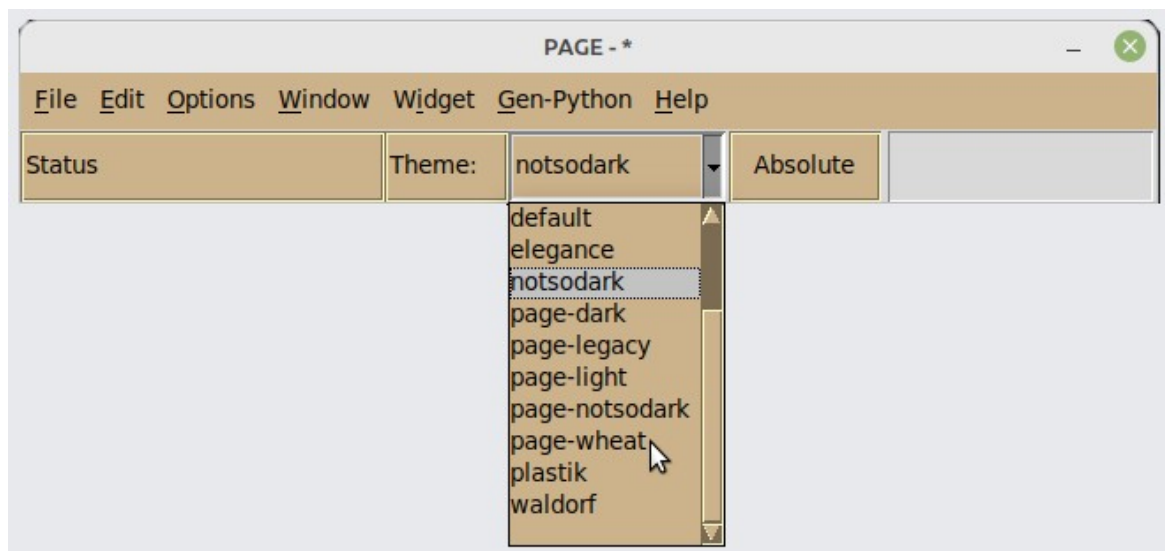 PAGE - *
File Edit Options Window Widget Gen-Python Help
Status Theme: notsodark Absolute
default
elegance
notsodark
page-dark
page-legacy
page-light
page-notsodark
page-wheat
plastik
waldorf